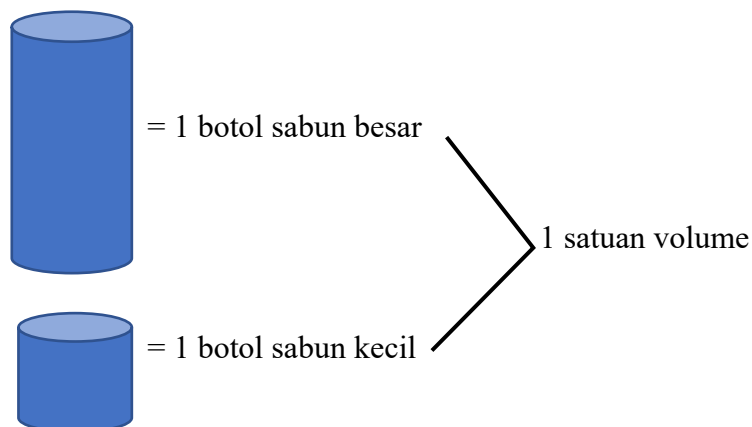 = 1 botol sabun besar
1 satuan volume
= 1 botol sabun kecil